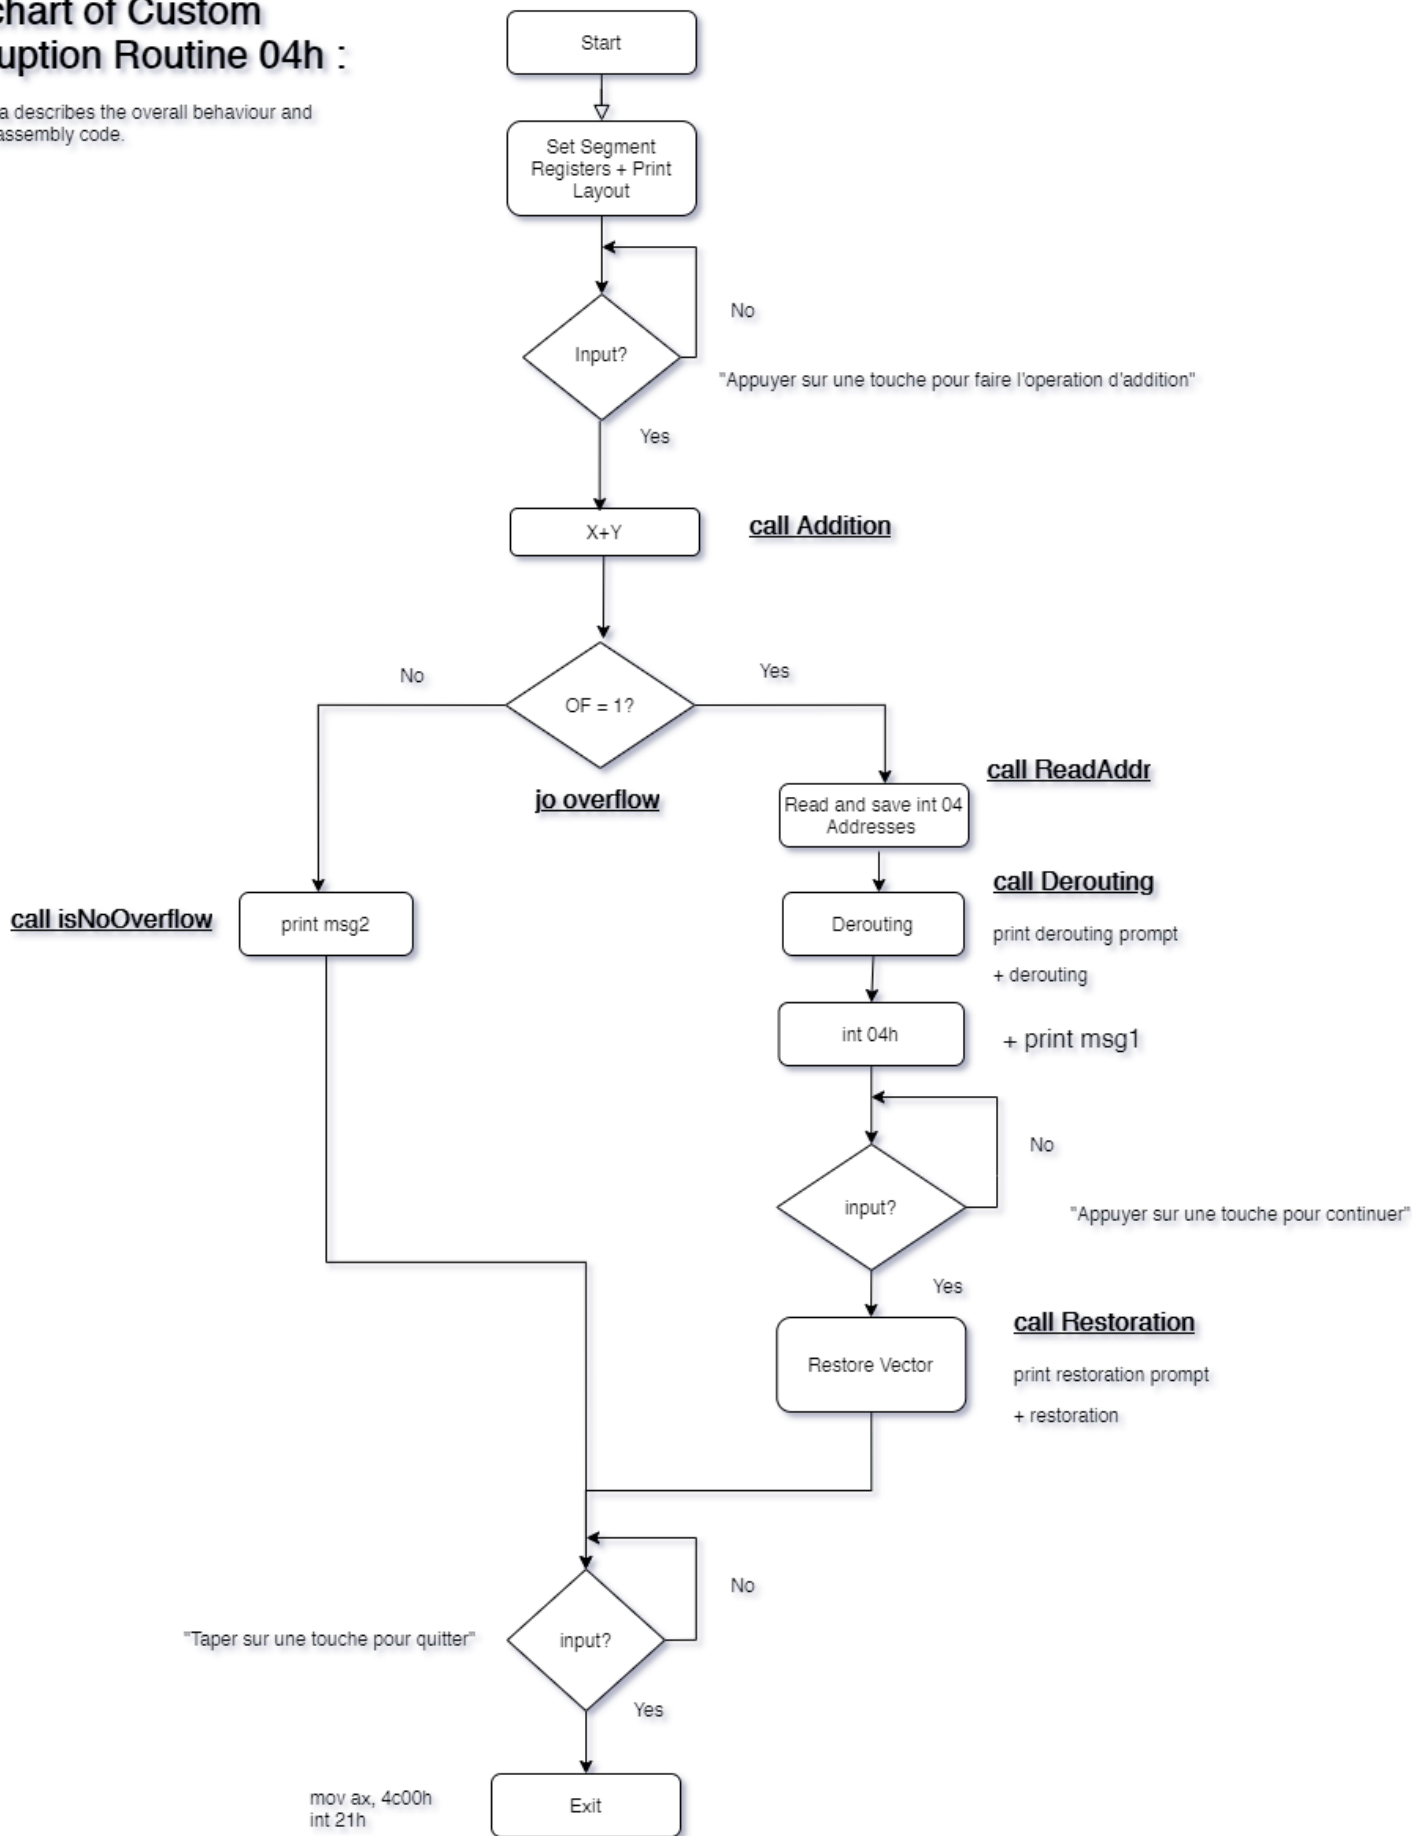 chart of Custom
uption Routine 04h :
a describes the overall behaviour and
assembly code.
Start
Set Segment
Registers + Print
Layout
Input?
No
"Appuyer sur une touche pour faire l'operation d'addition"
Yes
X+Y
call Addition
OF = 1?
No
Yes
jo overflow
call ReadAddr
Read and save int 04
Addresses
call Derouting
Derouting
print derouting prompt
+ derouting
call isNoOverflow
print msg2
int 04h
+ print msg1
input?
No
"Appuyer sur une touche pour continuer"
Yes
call Restoration
Restore Vector
print restoration prompt
+ restoration
No
"Taper sur une touche pour quitter"
input?
Yes
mov ax, 4c00h
int 21h
Exit